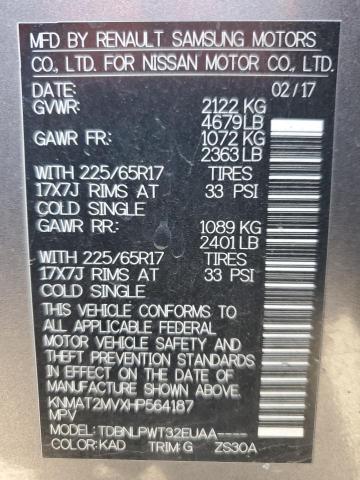 MFD BY RENAULT SAMSUNG MOTORS
CO., LTD. FOR NISSAN MOTOR CO., LTD.
DATE: 02/17
GVWR: 2122 KG
4679LB
GAWR FR: 1072 KG
2363LB
WITH 225/65R17 TIRES
17X7J RIMS AT 33 PSI
COLD SINGLE
GAWR RR: 1089 KG
2401LB
WITH 225/65R17 TIRES
17X7J RIMS AT 33 PSI
COLD SINGLE
THIS VEHICLE CONFORMS TO
ALL APPLICABLE FEDERAL
MOTOR VEHICLE SAFETY AND
THEFT PREVENTION STANDARDS
IN EFFECT ON THE DATE OF
MANUFACTURE SHOWN ABOVE.
KNMAT2MVXHP564187
MPV
MODEL: TDBNLPWT32EUAA----
COLOR:KAD TRIM:G ZS30A